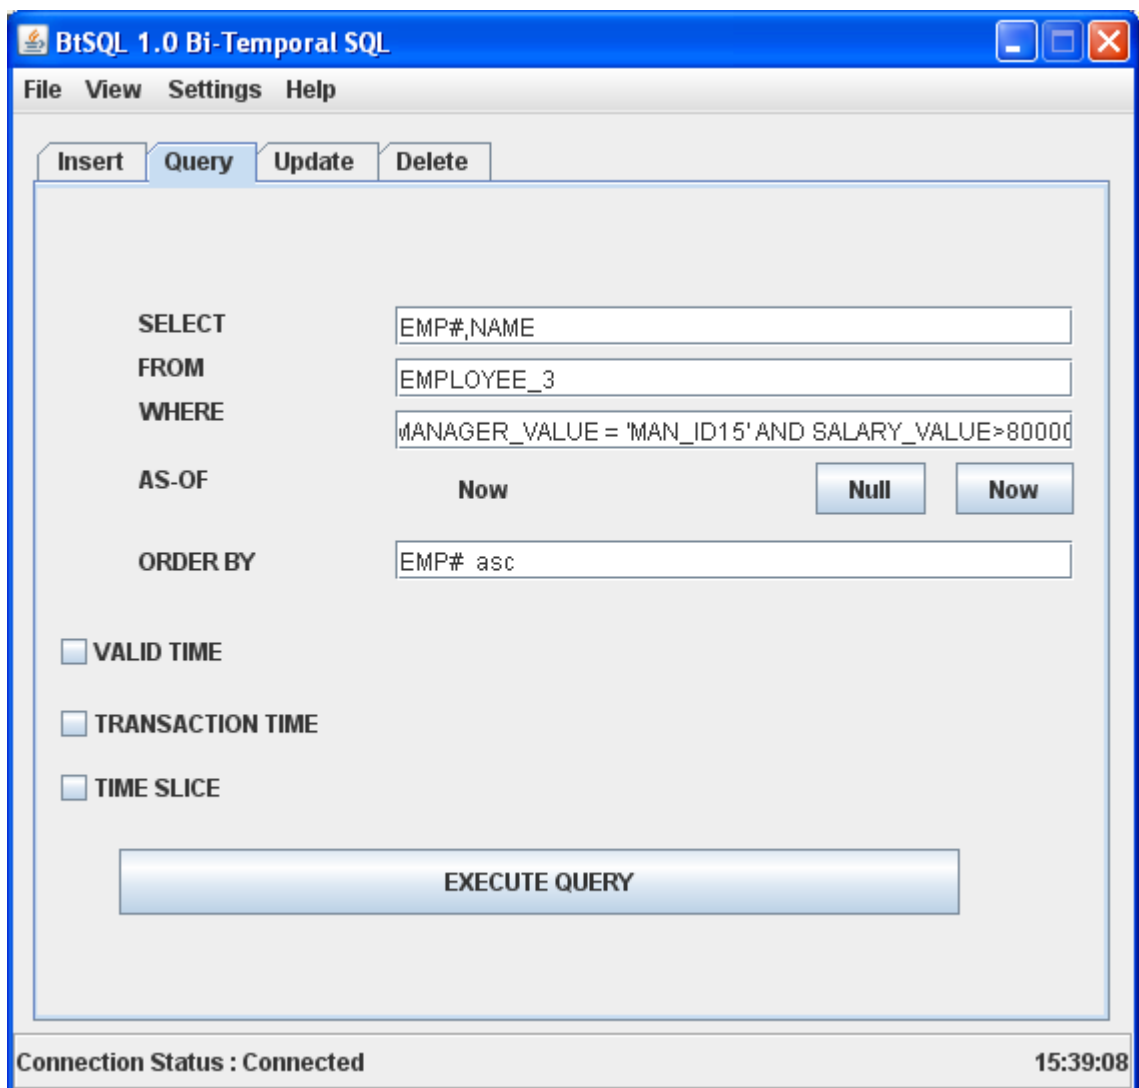 BtSQL 1.0 Bi-Temporal SQL
File View Settings Help
Insert Query Update Delete
SELECT EMP#,NAME
FROM EMPLOYEE_3
WHERE MANAGER_VALUE = 'MAN_ID15' AND SALARY_VALUE>80000
AS-OF Now Null Now
ORDER BY EMP# asc
VALID TIME
TRANSACTION TIME
TIME SLICE
EXECUTE QUERY
Connection Status : Connected 15:39:08